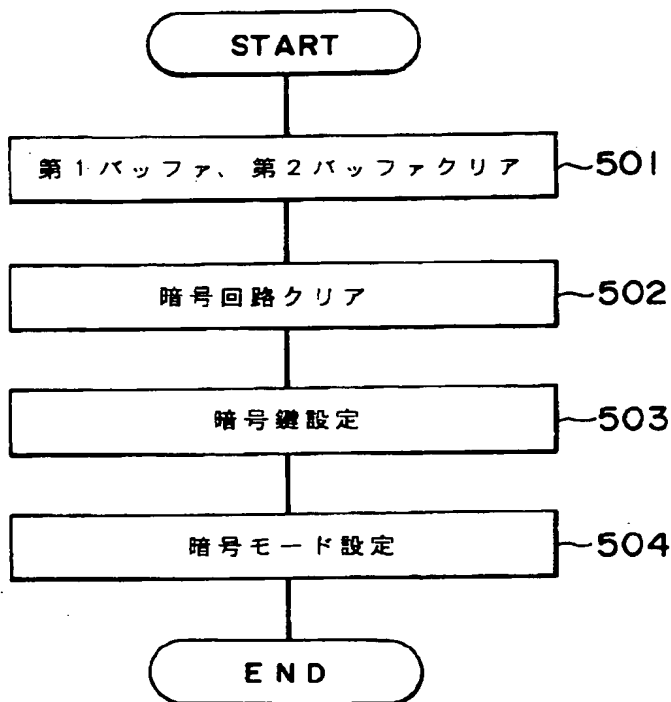 START
第1バッファ、第2バッファクリア
501
暗号回路クリア
502
暗号鍵設定
503
暗号モード設定
504
END